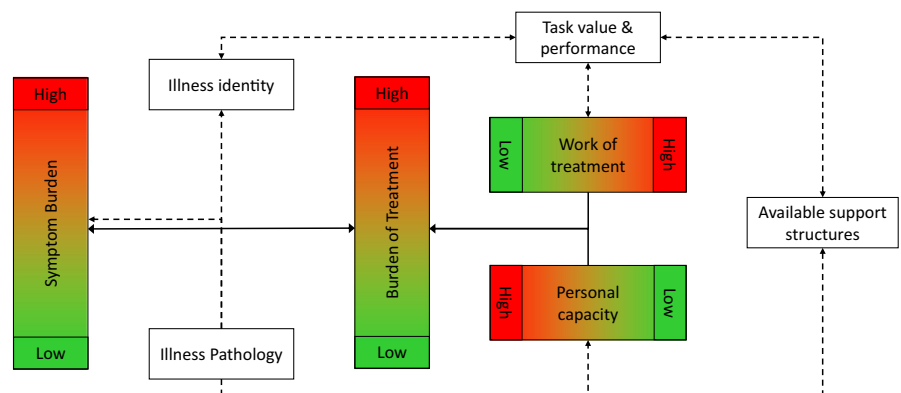 Task value &
performance
Illness identity
High
High
Low
Work of
treatment
High
Symptom Burden
Burden of Treatment
Available support
structures
High
Personal
capacity
Low
Low
Illness Pathology
Low